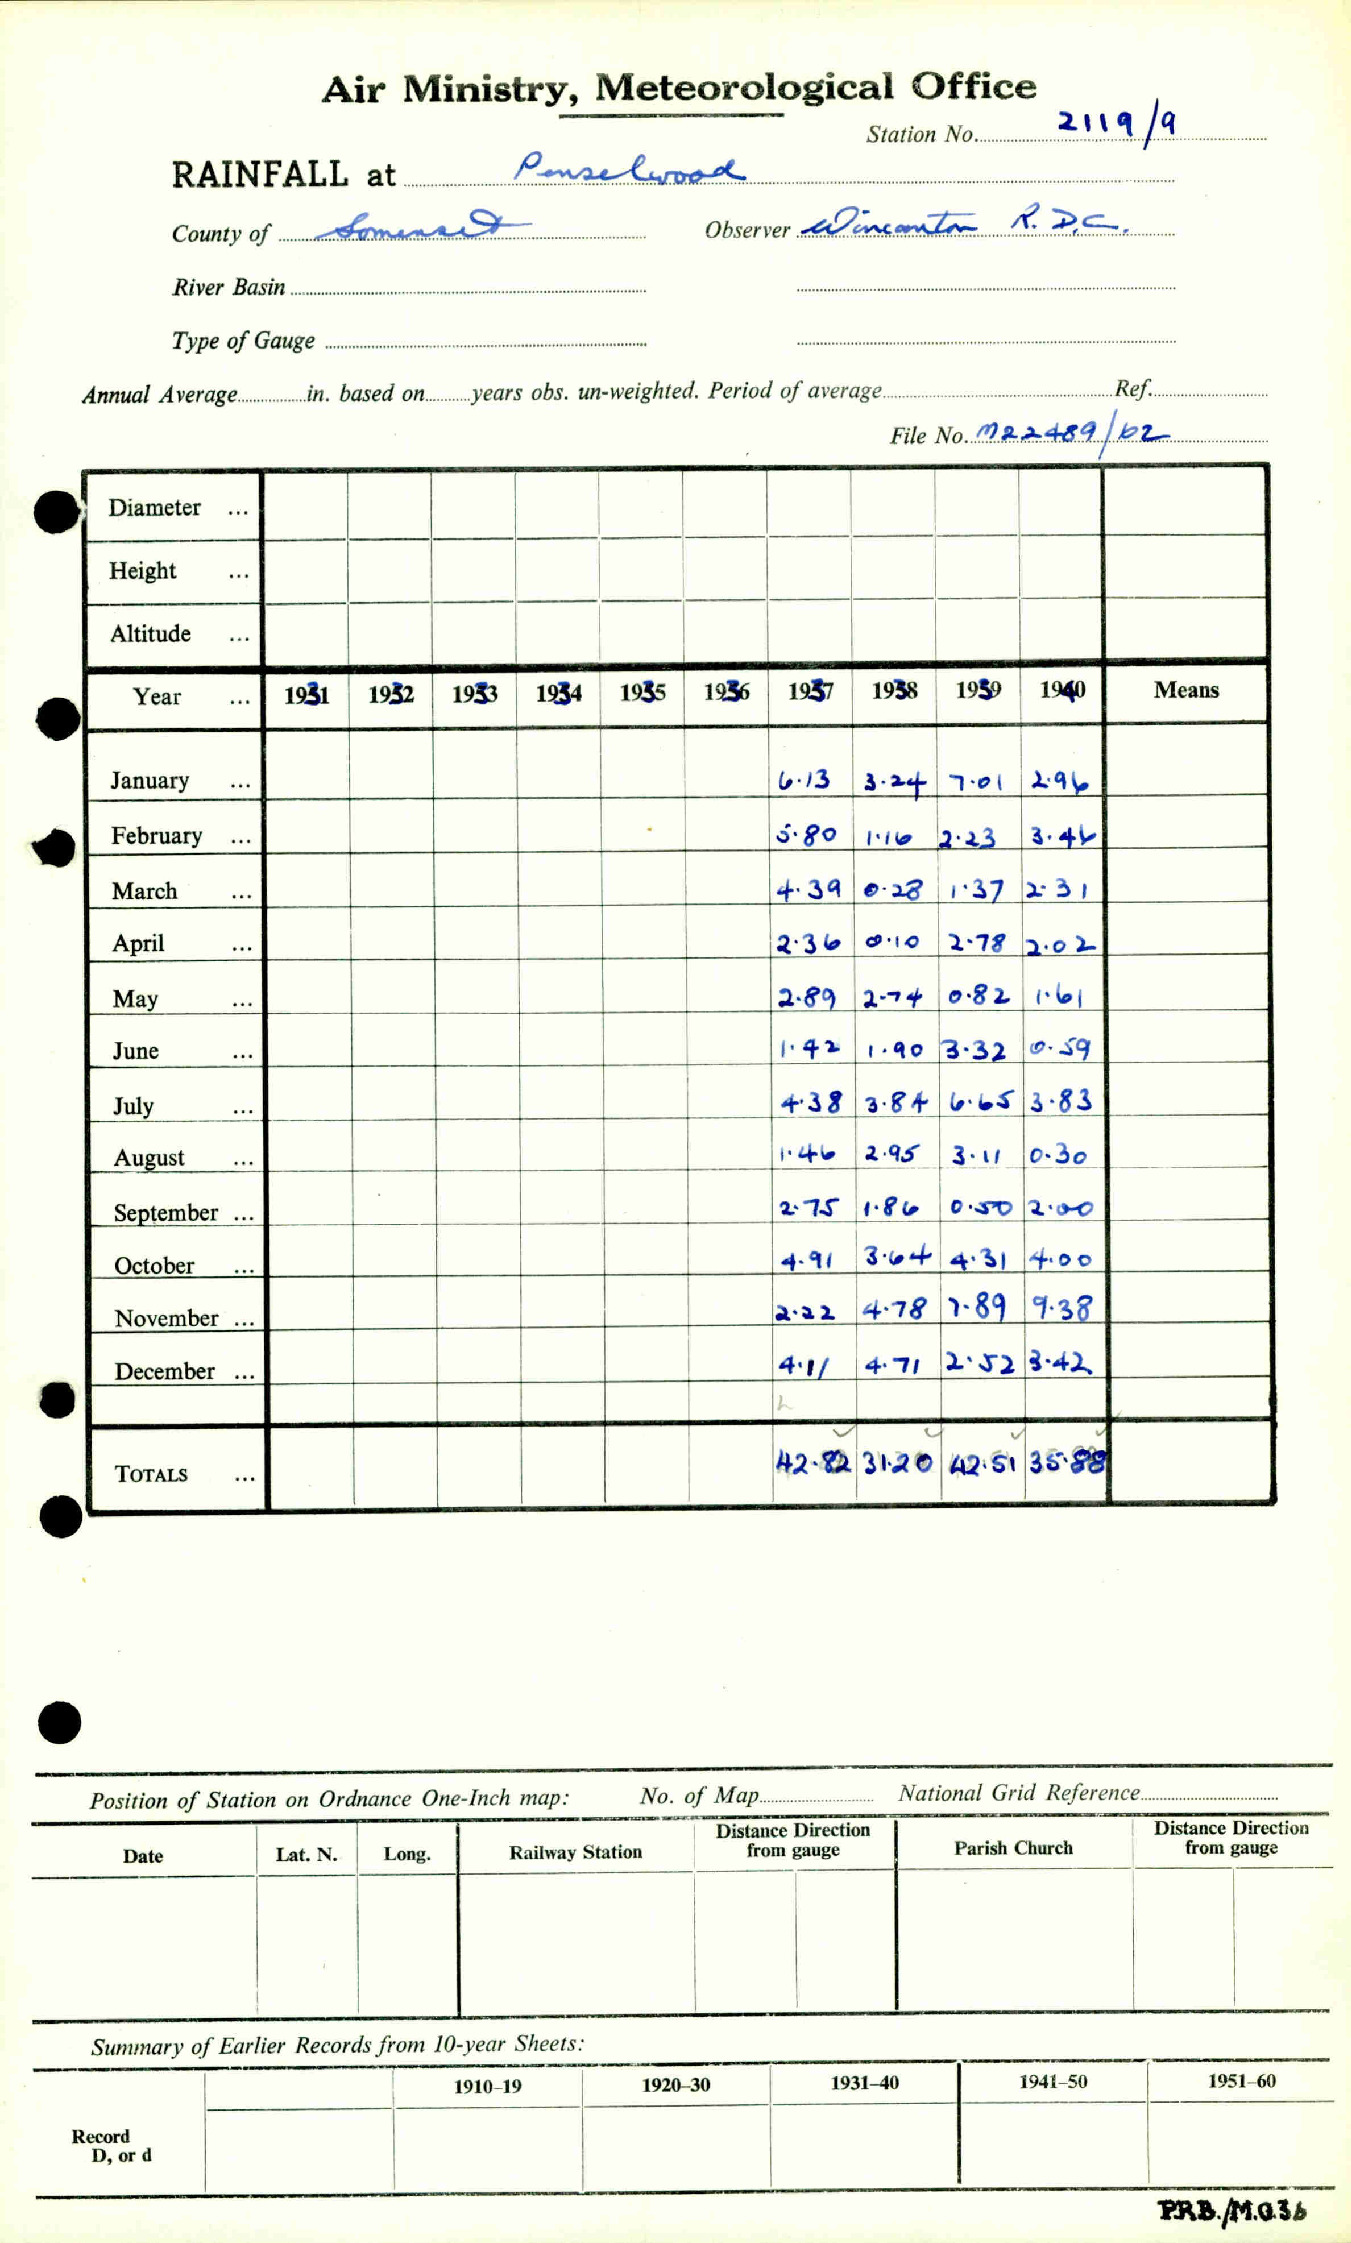 Air Ministry, Meteorological Office
Station No. 2119/9
RAINFALL at Penselwood
County of Somerset Observer Wincanton R.D.C.
River Basin
Type of Gauge
Annual Average in. based on years obs. un-weighted. Period of average Ref.
File No. M22489/62
Diameter ...
Height ...
Altitude ...
Year ... 1931 1932 1933 1934 1935 1936 1937 1938 1939 1940 Means
January ... 6·13 3·24 7·01 2·96
February ... 5·80 1·16 2·23 3·46
March ... 4·39 0·28 1·37 2·31
April ... 2·36 0·10 2·78 2·02
May ... 2·89 2·74 0·82 1·61
June ... 1·42 1·90 3·32 0·59
July ... 4·38 3·84 6·65 3·83
August ... 1·46 2·95 3·11 0·30
September ... 2·75 1·86 0·50 2·00
October ... 4·91 3·64 4·31 4·00
November ... 2·22 4·78 7·89 9·38
December ... 4·11 4·71 2·52 3·42
TOTALS ... 42·82 31·20 42·51 35·88
Position of Station on Ordnance One-Inch map: No. of Map National Grid Reference
Date Lat. N. Long. Railway Station Distance Direction from gauge Parish Church Distance Direction from gauge
Summary of Earlier Records from 10-year Sheets:
1910–19 1920–30 1931–40 1941–50 1951–60
Record
D, or d
P.R.B./M.O.36